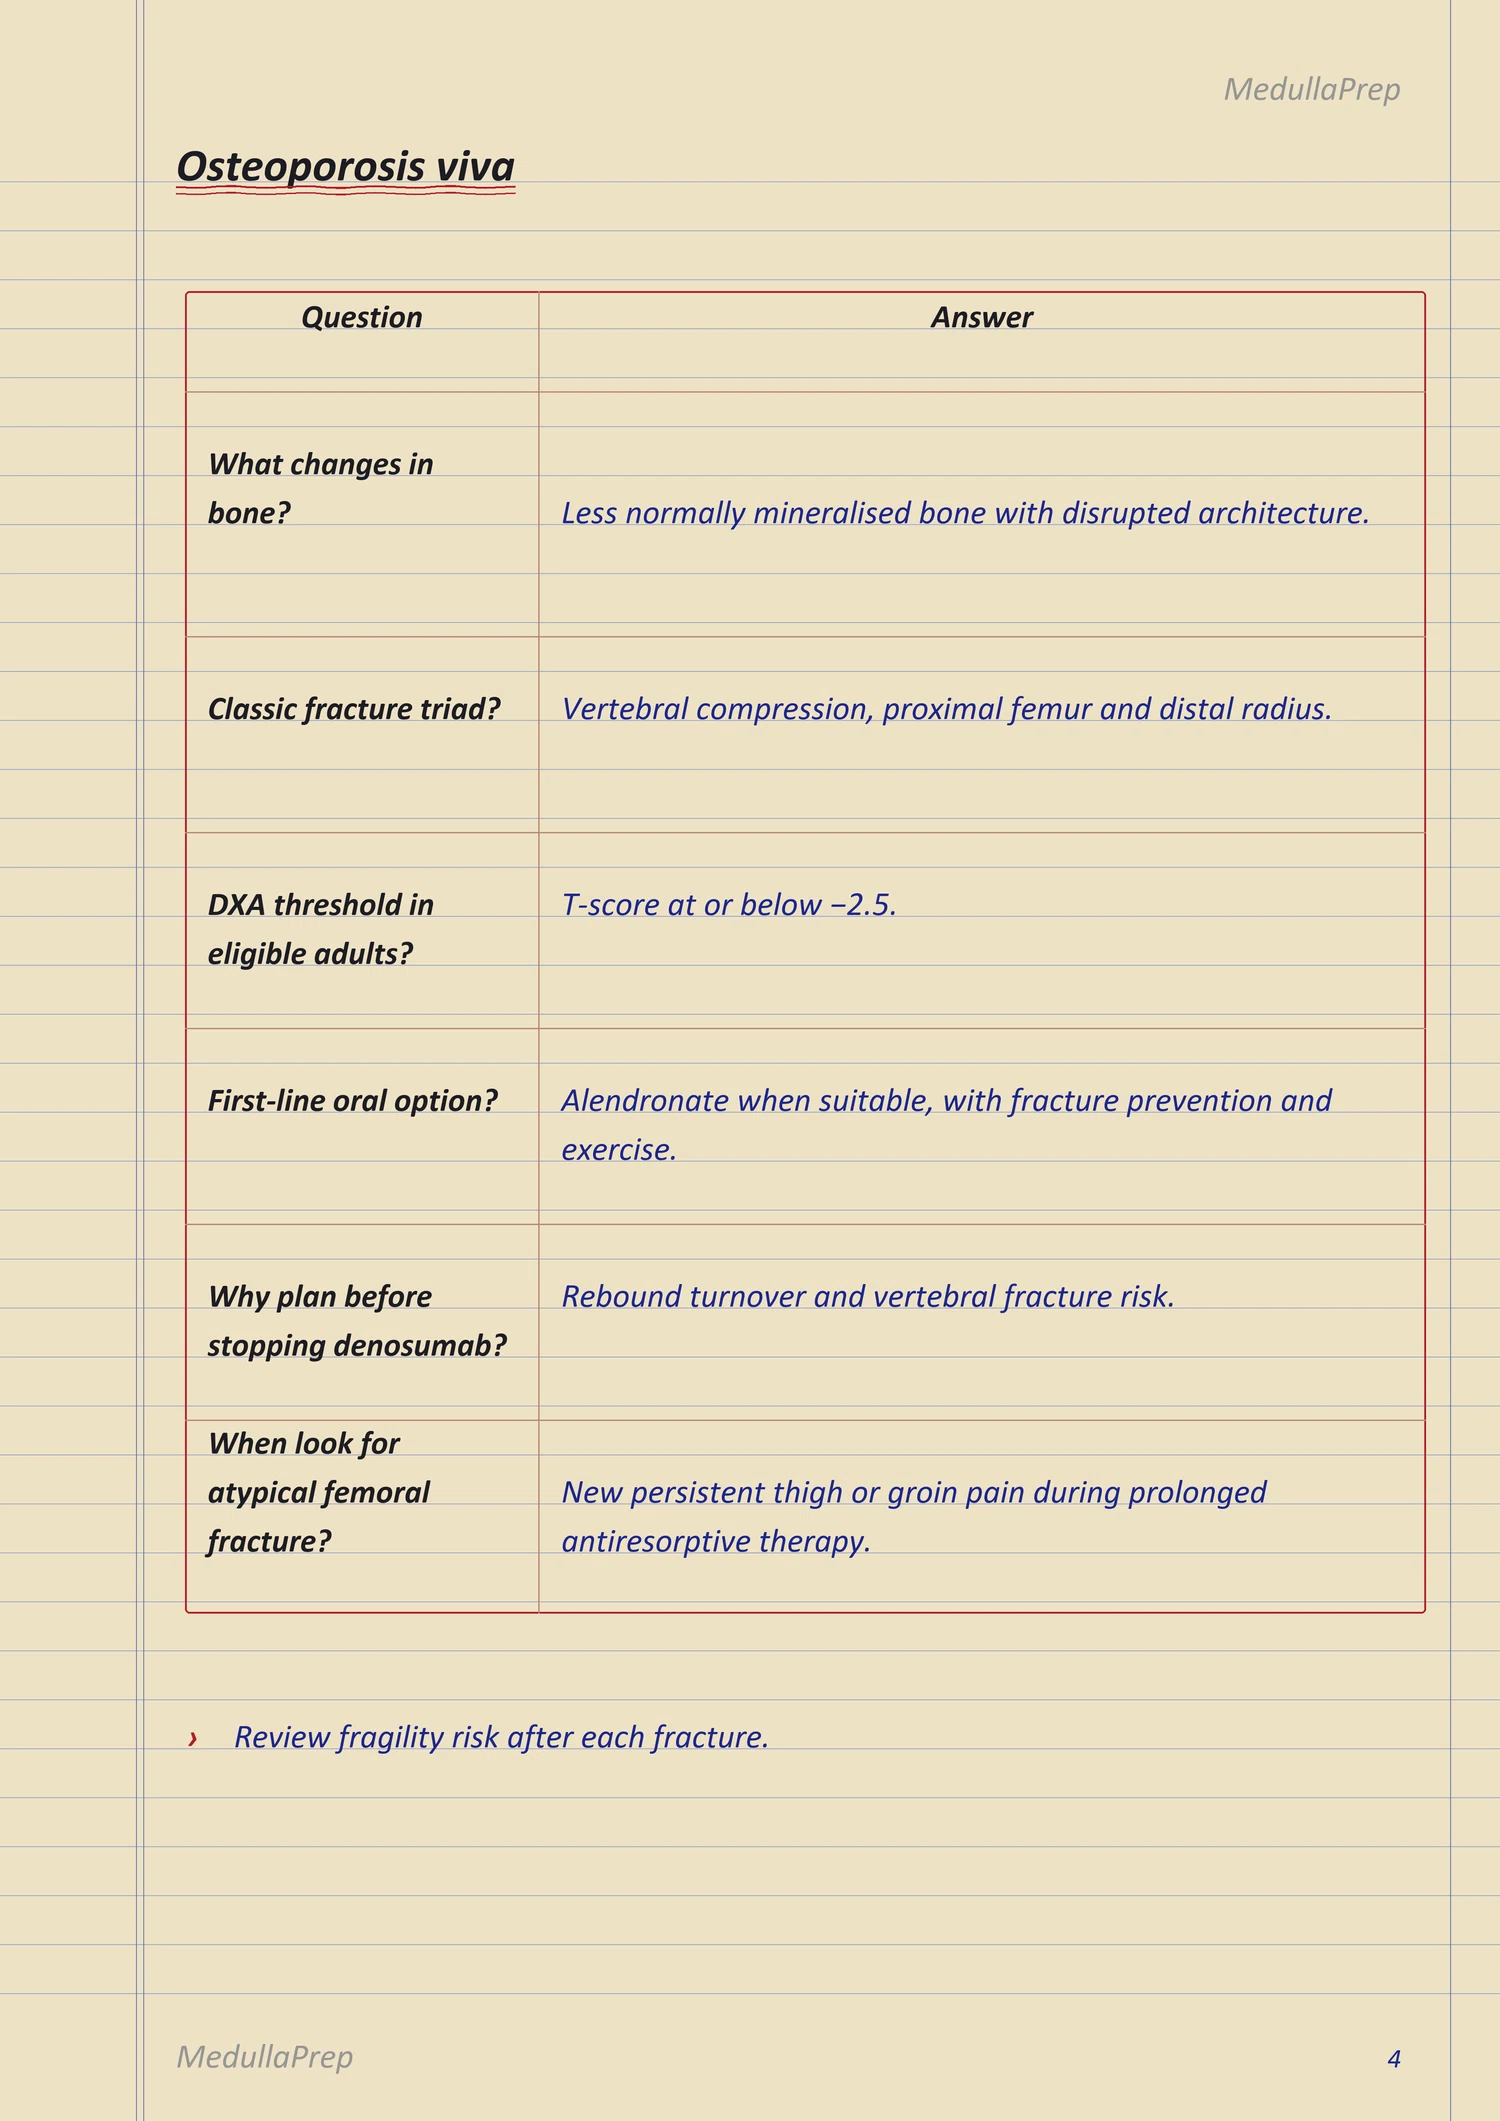 MedullaPrep
Osteoporosis viva
Question
Answer
What changes in
bone?
Less normally mineralised bone with disrupted architecture.
Classic fracture triad?
Vertebral compression, proximal femur and distal radius.
DXA threshold in
eligible adults?
T-score at or below −2.5.
First-line oral option?
Alendronate when suitable, with fracture prevention and
exercise.
Why plan before
stopping denosumab?
Rebound turnover and vertebral fracture risk.
When look for
atypical femoral
fracture?
New persistent thigh or groin pain during prolonged
antiresorptive therapy.
› Review fragility risk after each fracture.
MedullaPrep
4